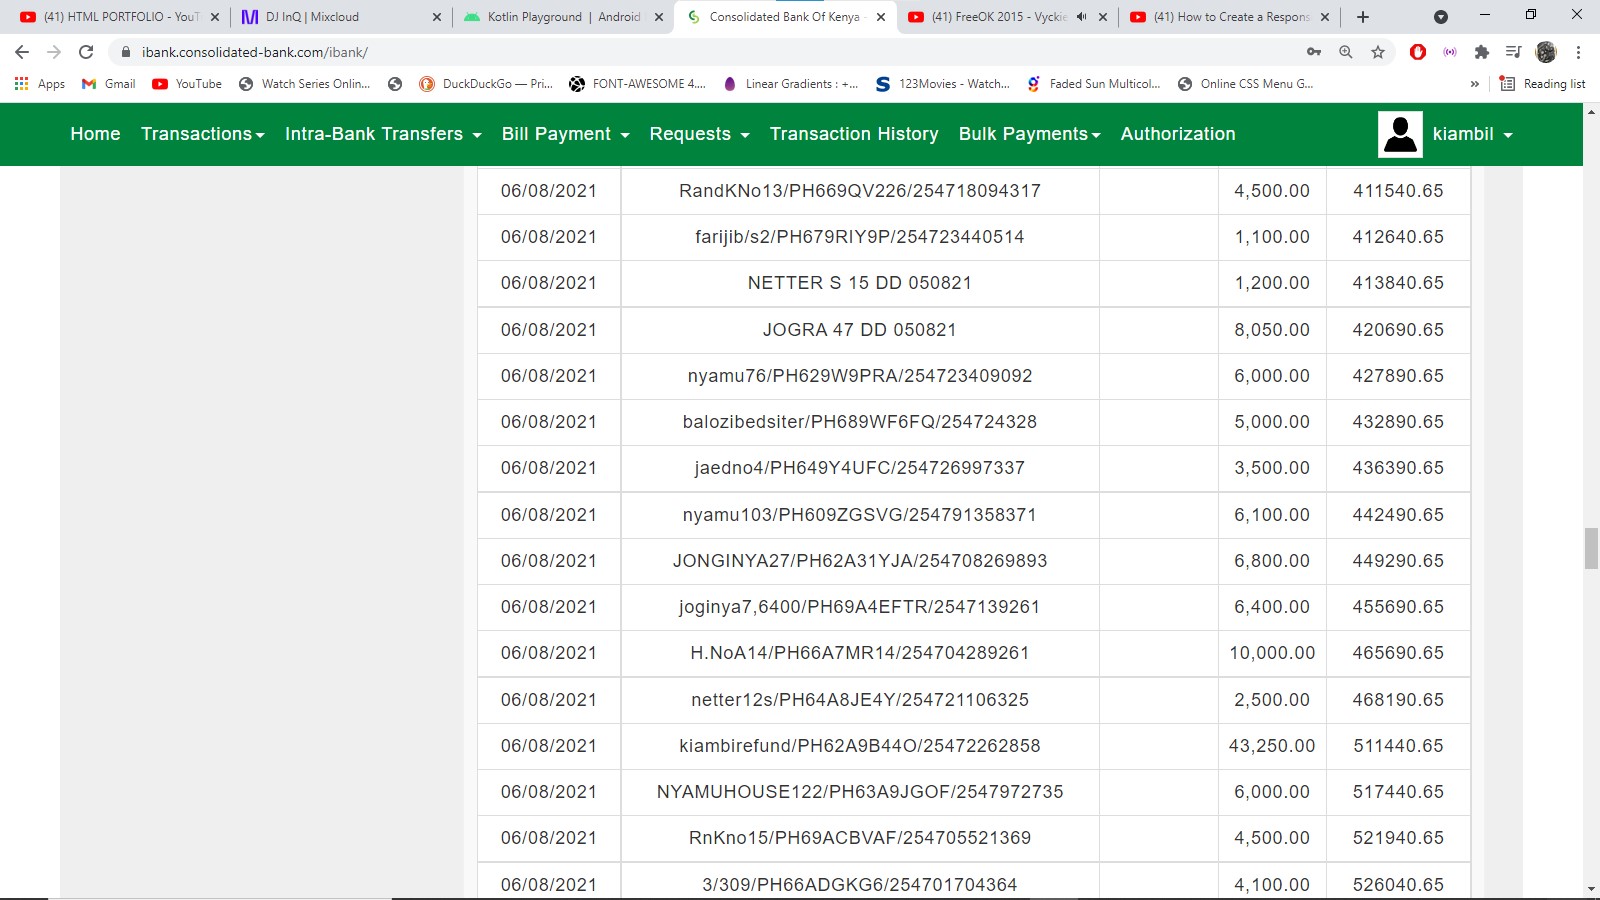 (41) HTML PORTFOLIO - YouT
DJ InQ | Mixcloud
Kotlin Playground | Android
Consolidated Bank Of Kenya -
(41) FreeOK 2015 - Vyckie
(41) How to Create a Respons
ibank.consolidated-bank.com/ibank/
Apps
Gmail
YouTube
Watch Series Online...
DuckDuckGo — Pri...
FONT-AWESOME 4....
Linear Gradients : +...
123Movies - Watch...
Faded Sun Multicol...
Online CSS Menu G...
»
Reading list
Home
Transactions
Intra-Bank Transfers
Bill Payment
Requests
Transaction History
Bulk Payments
Authorization
kiambil
06/08/2021 RandKNo13/PH669QV226/254718094317 4,500.00 411540.65
06/08/2021 farijib/s2/PH679RIY9P/254723440514 1,100.00 412640.65
06/08/2021 NETTER S 15 DD 050821 1,200.00 413840.65
06/08/2021 JOGRA 47 DD 050821 8,050.00 420690.65
06/08/2021 nyamu76/PH629W9PRA/254723409092 6,000.00 427890.65
06/08/2021 balozibedsiter/PH689WF6FQ/254724328 5,000.00 432890.65
06/08/2021 jaedno4/PH649Y4UFC/254726997337 3,500.00 436390.65
06/08/2021 nyamu103/PH609ZGSVG/254791358371 6,100.00 442490.65
06/08/2021 JONGINYA27/PH62A31YJA/254708269893 6,800.00 449290.65
06/08/2021 joginya7,6400/PH69A4EFTR/2547139261 6,400.00 455690.65
06/08/2021 H.NoA14/PH66A7MR14/254704289261 10,000.00 465690.65
06/08/2021 netter12s/PH64A8JE4Y/254721106325 2,500.00 468190.65
06/08/2021 kiambirefund/PH62A9B44O/25472262858 43,250.00 511440.65
06/08/2021 NYAMUHOUSE122/PH63A9JGOF/2547972735 6,000.00 517440.65
06/08/2021 RnKno15/PH69ACBVAF/254705521369 4,500.00 521940.65
06/08/2021 3/309/PH66ADGKG6/254701704364 4,100.00 526040.65